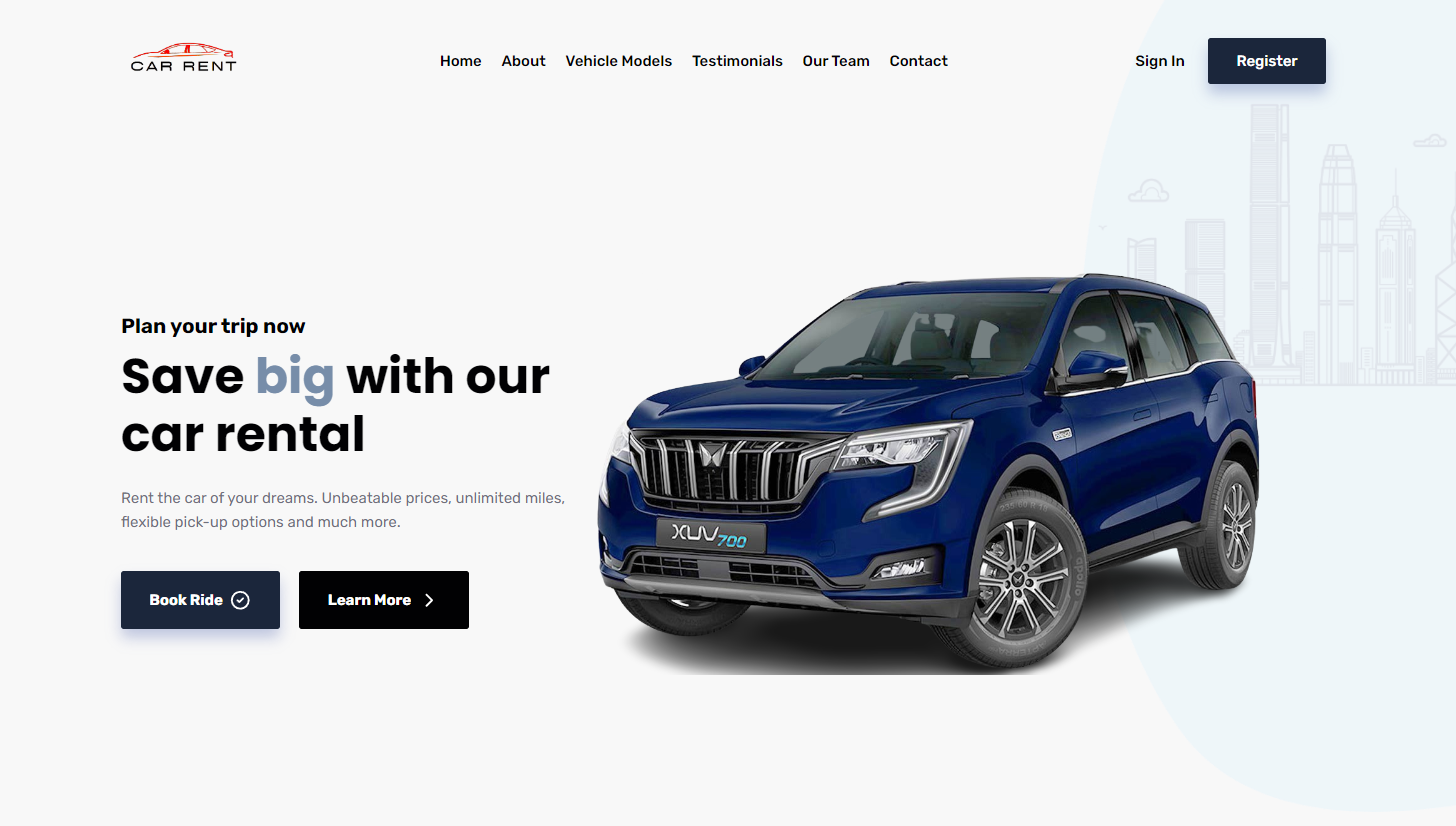 CAR RENT
Home About Vehicle Models Testimonials Our Team Contact
Sign In Register
Plan your trip now
Save big with our
car rental
Rent the car of your dreams. Unbeatable prices, unlimited miles,
flexible pick-up options and much more.
Book Ride
Learn More
XUV700
apollo